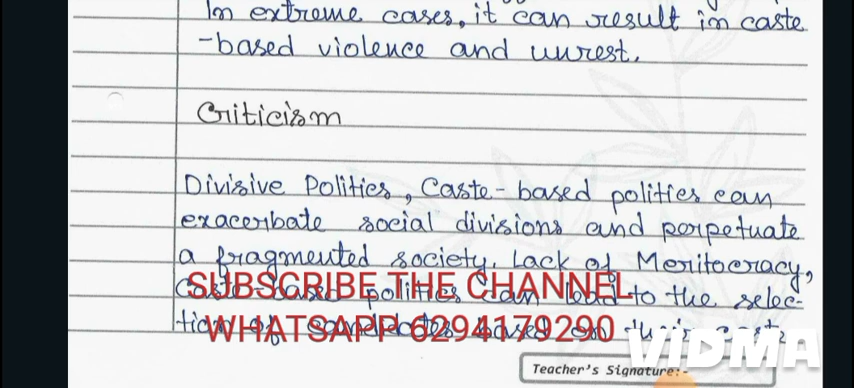 In extreme cases, it can result in caste
-based violence and unrest.
Criticism
Divisive Politics, Caste-based politics can
exacerbate social divisions and perpetuate
a fragmented society. Lack of Meritocracy,
SUBSCRIBE THE CHANNEL
politics can lead to the selec-
WHATSAPP 6294179290
VIDMA
Teacher's Signature:-